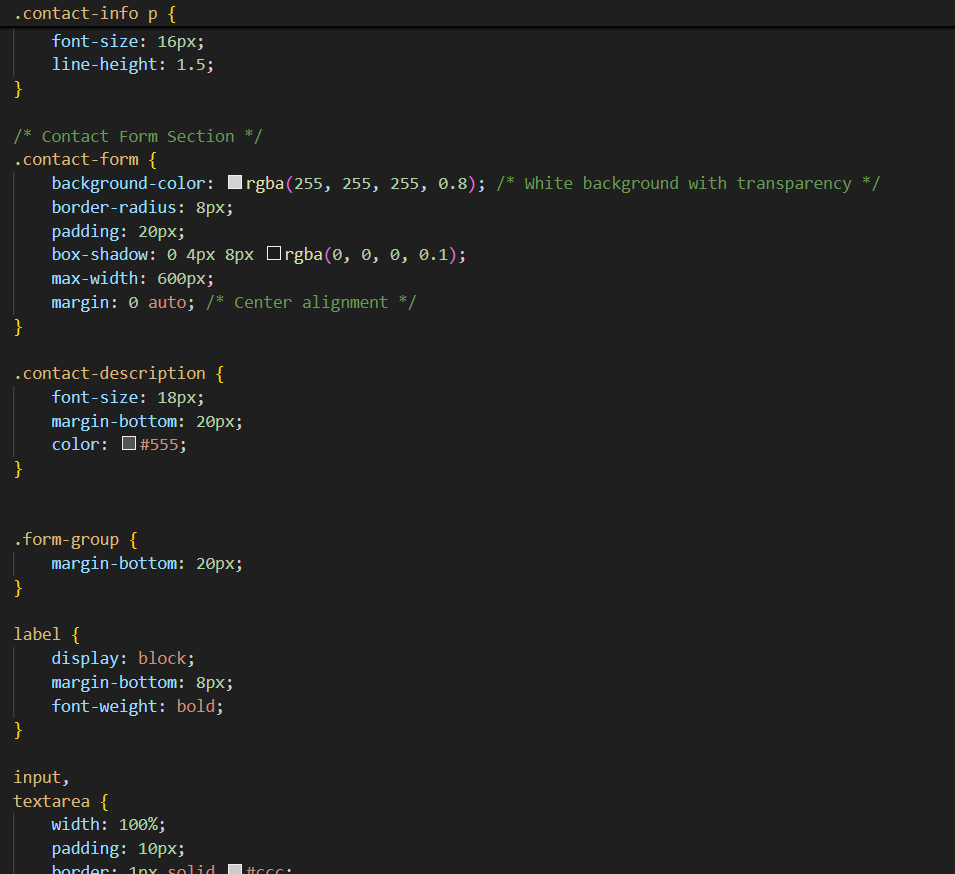 .contact-info p {
    font-size: 16px;
    line-height: 1.5;
}

/* Contact Form Section */
.contact-form {
    background-color: rgba(255, 255, 255, 0.8); /* White background with transparency */
    border-radius: 8px;
    padding: 20px;
    box-shadow: 0 4px 8px rgba(0, 0, 0, 0.1);
    max-width: 600px;
    margin: 0 auto; /* Center alignment */
}

.contact-description {
    font-size: 18px;
    margin-bottom: 20px;
    color: #555;
}


.form-group {
    margin-bottom: 20px;
}

label {
    display: block;
    margin-bottom: 8px;
    font-weight: bold;
}

input,
textarea {
    width: 100%;
    padding: 10px;
    border: 1px solid #ccc;